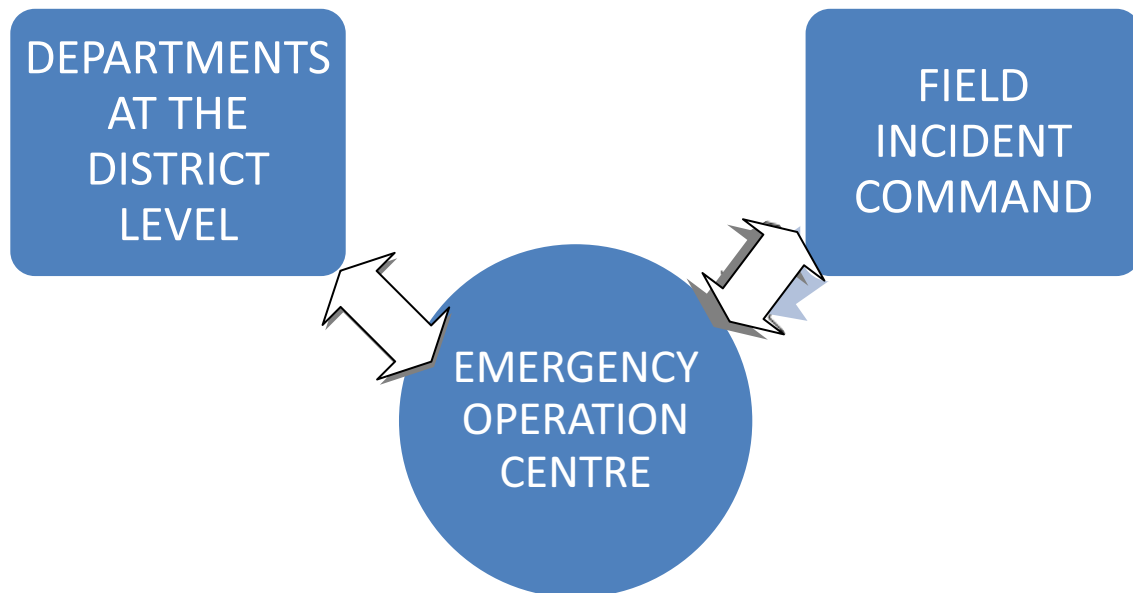 DEPARTMENTS
AT THE
DISTRICT
LEVEL
FIELD
INCIDENT
COMMAND
EMERGENCY
OPERATION
CENTRE